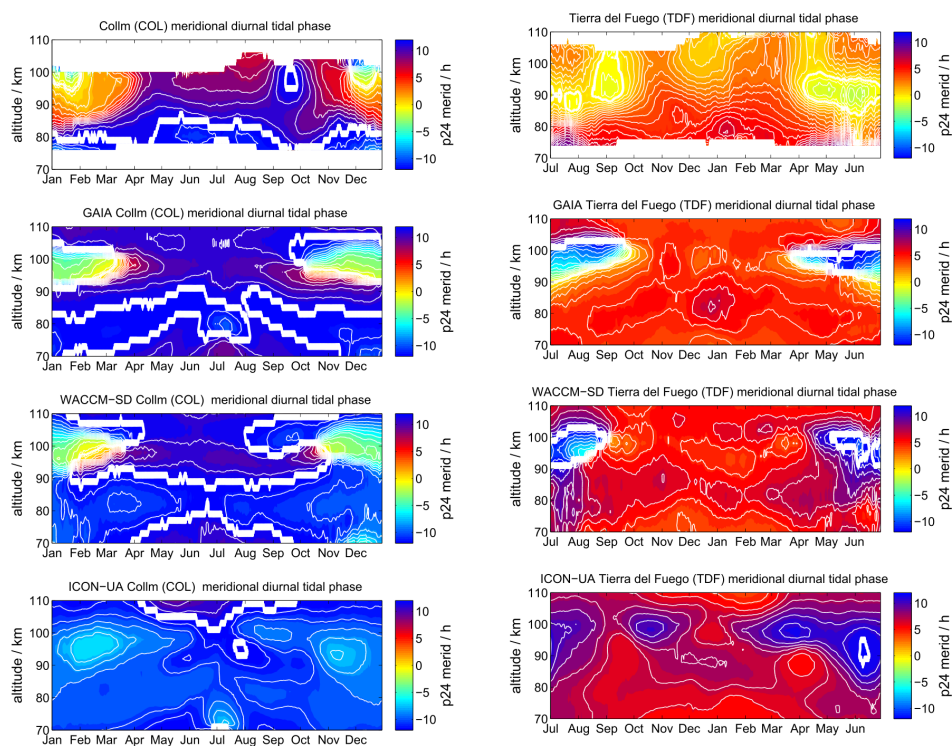 Collm (COL) meridional diurnal tidal phase
110
100
90
80
70
altitude / km
Jan Feb Mar Apr May Jun Jul Aug Sep Oct Nov Dec
10
5
0
−5
−10
p24 merid / h
Tierra del Fuego (TDF) meridional diurnal tidal phase
110
100
90
80
70
altitude / km
Jul Aug Sep Oct Nov Dec Jan Feb Mar Apr May Jun
10
5
0
−5
−10
p24 merid / h
GAIA Collm (COL) meridional diurnal tidal phase
110
100
90
80
70
altitude / km
Jan Feb Mar Apr May Jun Jul Aug Sep Oct Nov Dec
10
5
0
−5
−10
p24 merid / h
GAIA Tierra del Fuego (TDF) meridional diurnal tidal phase
110
100
90
80
70
altitude / km
Jul Aug Sep Oct Nov Dec Jan Feb Mar Apr May Jun
10
5
0
−5
−10
p24 merid / h
WACCM−SD Collm (COL) meridional diurnal tidal phase
110
100
90
80
70
altitude / km
Jan Feb Mar Apr May Jun Jul Aug Sep Oct Nov Dec
10
5
0
−5
−10
p24 merid / h
WACCM−SD Tierra del Fuego (TDF) meridional diurnal tidal phase
110
100
90
80
70
altitude / km
Jul Aug Sep Oct Nov Dec Jan Feb Mar Apr May Jun
10
5
0
−5
−10
p24 merid / h
ICON−UA Collm (COL) meridional diurnal tidal phase
110
100
90
80
70
altitude / km
Jan Feb Mar Apr May Jun Jul Aug Sep Oct Nov Dec
10
5
0
−5
−10
p24 merid / h
ICON−UA Tierra del Fuego (TDF) meridional diurnal tidal phase
110
100
90
80
70
altitude / km
Jul Aug Sep Oct Nov Dec Jan Feb Mar Apr May Jun
10
5
0
−5
−10
p24 merid / h